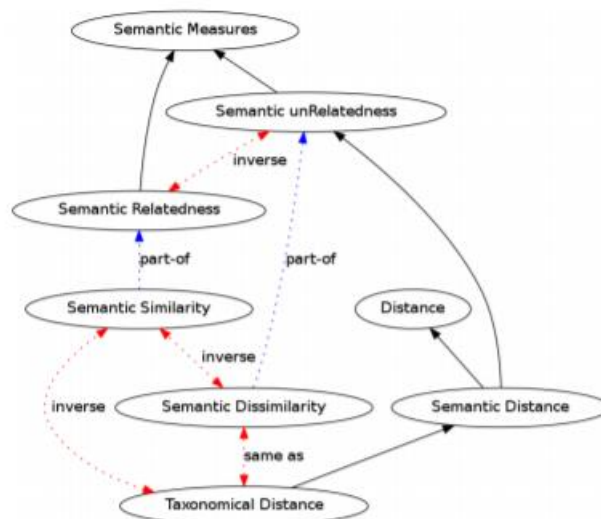 Semantic Measures
Semantic unRelatedness
inverse
Semantic Relatedness
part-of
part-of
Semantic Similarity
Distance
inverse
inverse
Semantic Dissimilarity
Semantic Distance
same as
Taxonomical Distance